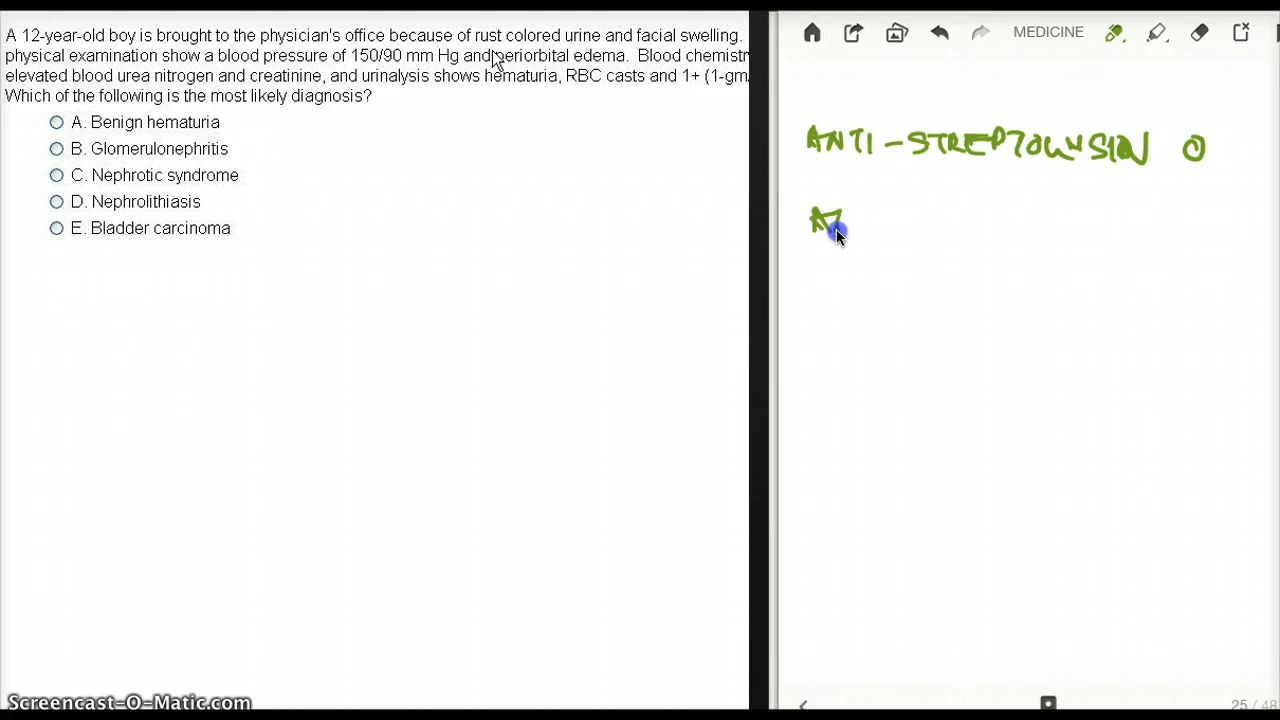 A 12-year-old boy is brought to the physician's office because of rust colored urine and facial swelling.
physical examination show a blood pressure of 150/90 mm Hg and periorbital edema. Blood chemistr
elevated blood urea nitrogen and creatinine, and urinalysis shows hematuria, RBC casts and 1+ (1-gm
Which of the following is the most likely diagnosis?
A. Benign hematuria
B. Glomerulonephritis
C. Nephrotic syndrome
D. Nephrolithiasis
E. Bladder carcinoma
MEDICINE
ANTI-STREPTOLYSION O
25 / 48
Screencast-O-Matic.com